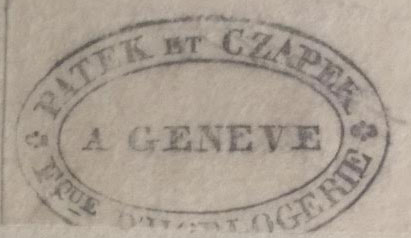 PATEK ET CZAPEK
A GENEVE
FQUE D'HORLOGERIE